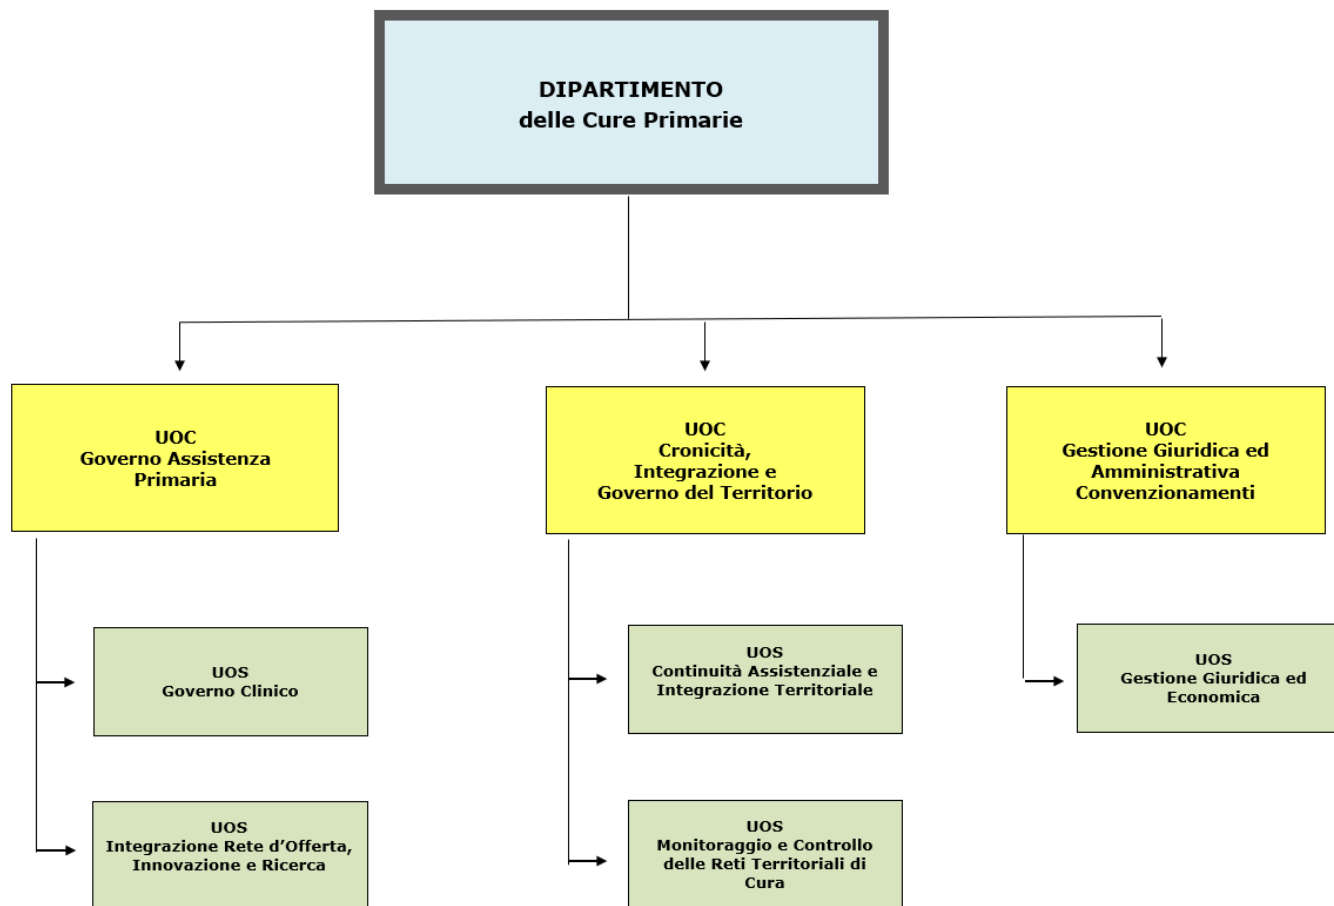 DIPARTIMENTO
delle Cure Primarie
UOC
Governo Assistenza
Primaria
UOC
Cronicità,
Integrazione e
Governo del Territorio
UOC
Gestione Giuridica ed
Amministrativa
Convenzionamenti
UOS
Governo Clinico
UOS
Continuità Assistenziale e
Integrazione Territoriale
UOS
Gestione Giuridica ed
Economica
UOS
Integrazione Rete d’Offerta,
Innovazione e Ricerca
UOS
Monitoraggio e Controllo
delle Reti Territoriali di
Cura